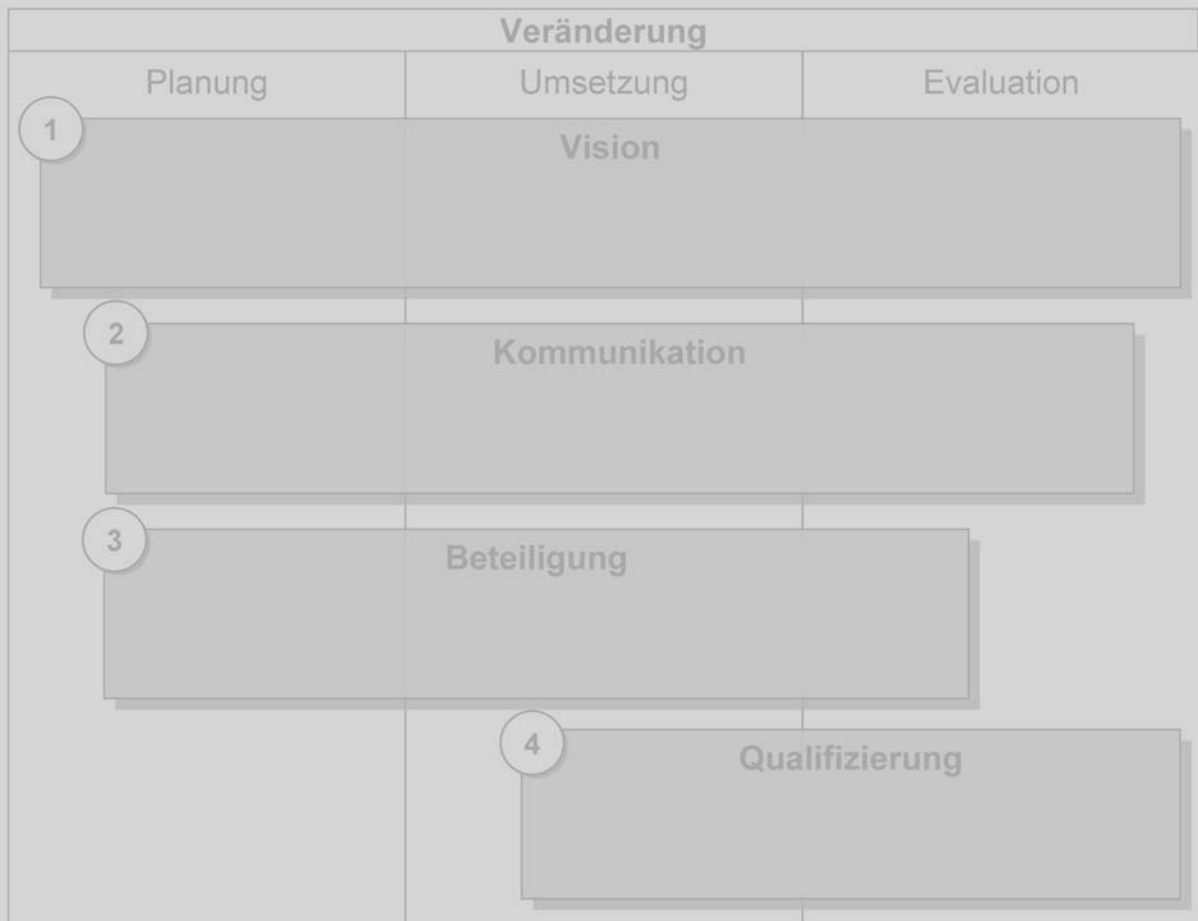 Veränderung
Planung Umsetzung Evaluation
1
Vision
2
Kommunikation
3
Beteiligung
4
Qualifizierung